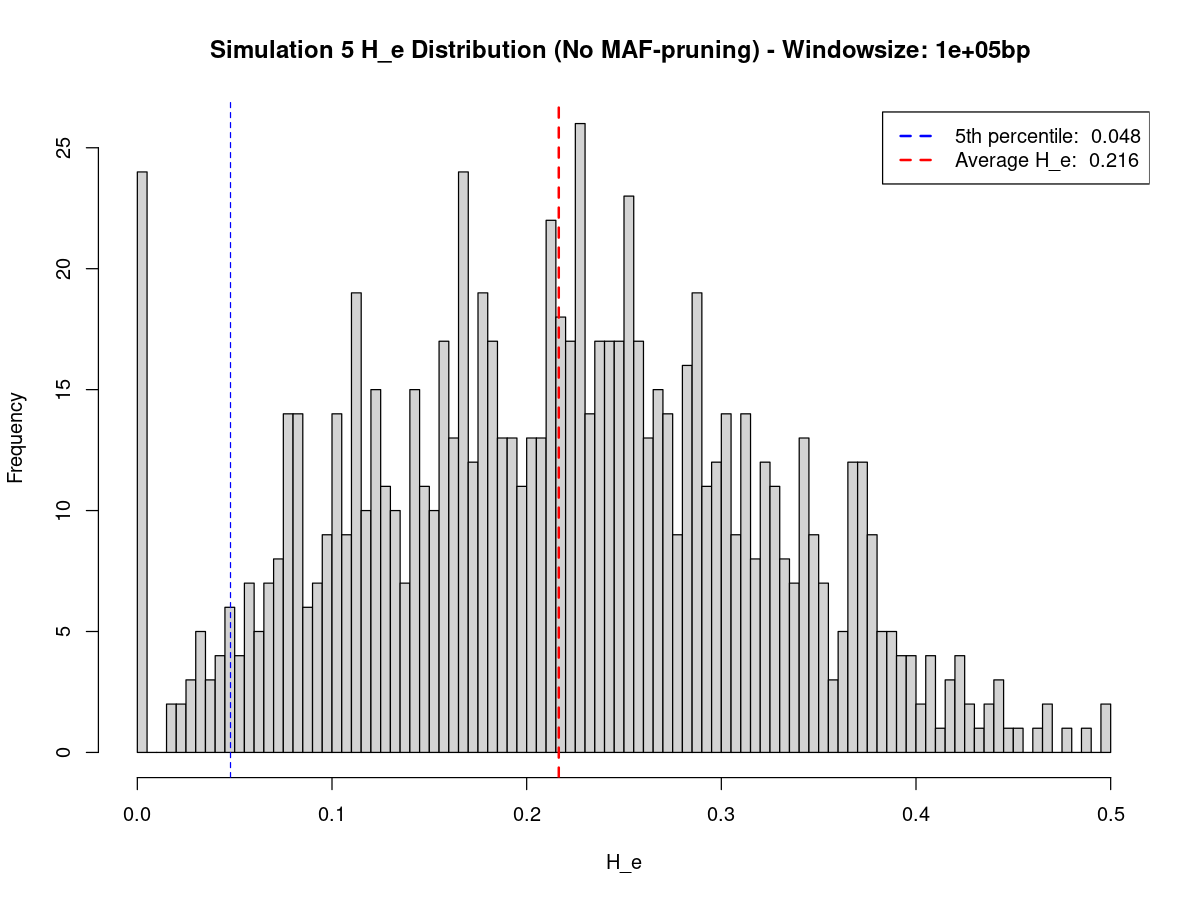 Simulation 5 H_e Distribution (No MAF-pruning) - Windowsize: 1e+05bp
5th percentile:  0.048
Average H_e:  0.216
Frequency
25
20
15
10
5
0
0.0 0.1 0.2 0.3 0.4 0.5
H_e